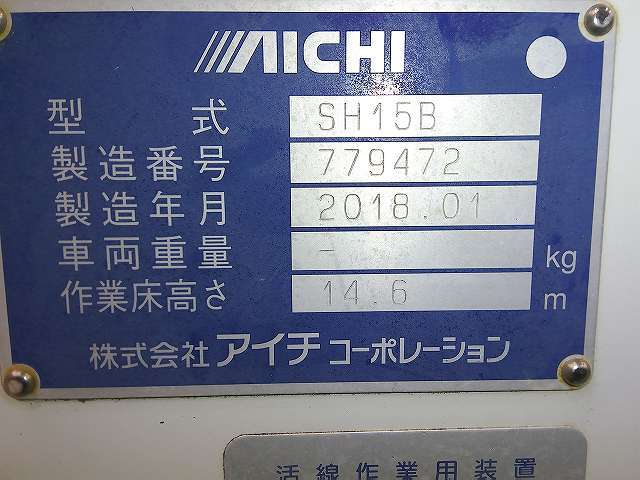 AICHI
型 式 SH15B
製造番号 779472
製造年月 2018.01
車両重量 - kg
作業床高さ 14.6 m
株式会社 アイチ コーポレーション
活線作業用装置